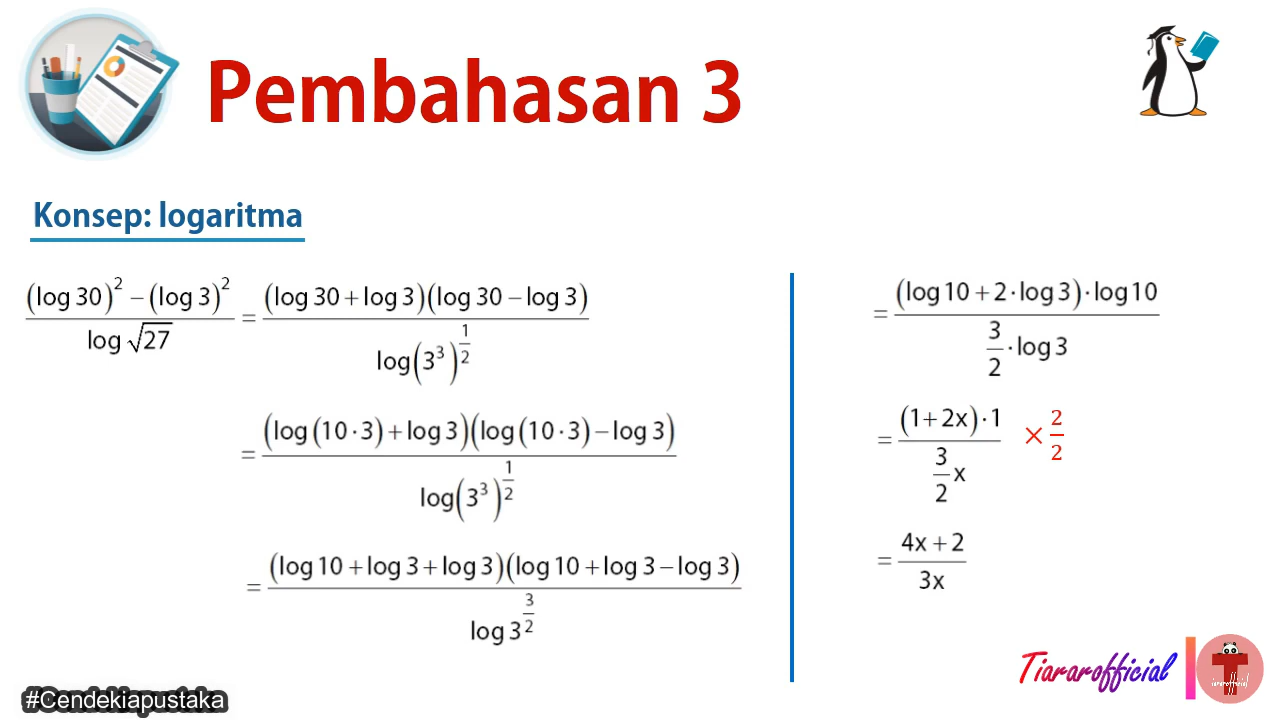 Pembahasan 3
Konsep: logaritma
(log 30)² − (log 3)² / log √27 = (log 30 + log 3)(log 30 − log 3) / log(3³)^(1/2)
= (log (10 · 3) + log 3)(log (10 · 3) − log 3) / log(3³)^(1/2)
= (log 10 + log 3 + log 3)(log 10 + log 3 − log 3) / log 3^(3/2)
= (log 10 + 2 · log 3) · log 10 / 3/2 · log 3
= (1 + 2x) · 1 / 3/2 x × 2/2
= 4x + 2 / 3x
Tiararofficial
T
tiararofficial
#Cendekiapustaka